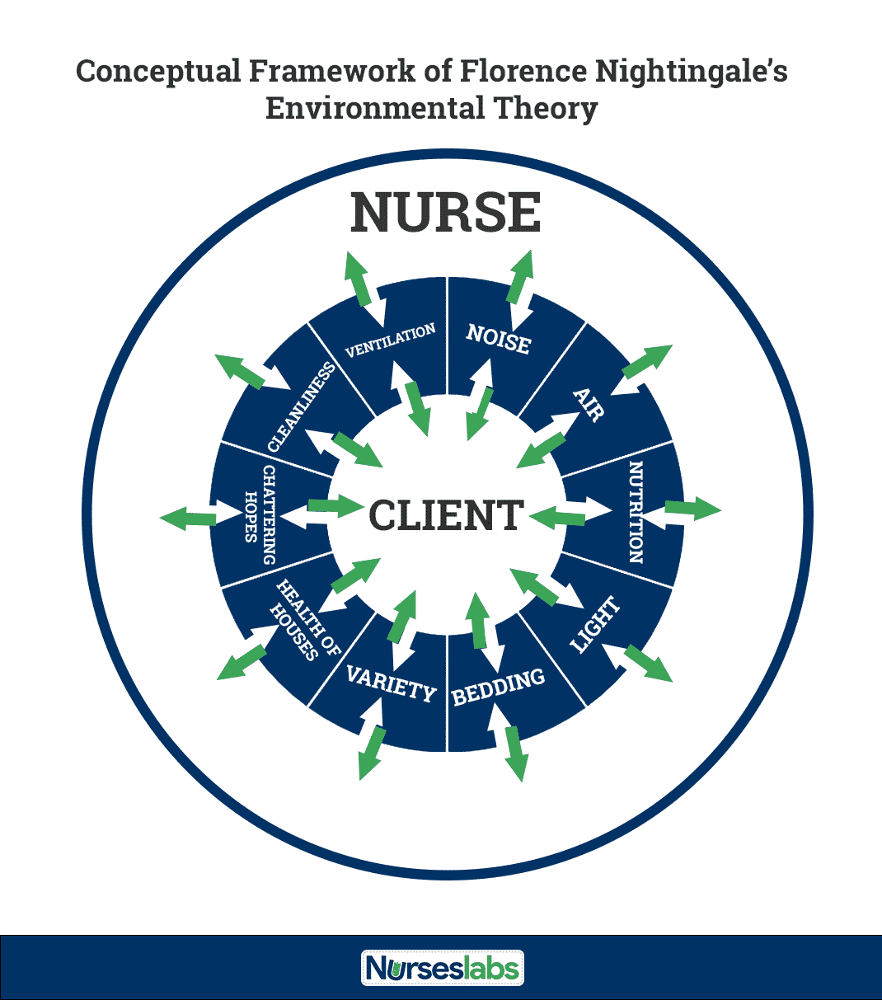 Conceptual Framework of Florence Nightingale’s
Environmental Theory
NURSE
VENTILATION
NOISE
AIR
NUTRITION
LIGHT
BEDDING
VARIETY
HEALTH OF
HOUSES
CHATTERING
HOPES
CLEANLINESS
CLIENT
Nurseslabs